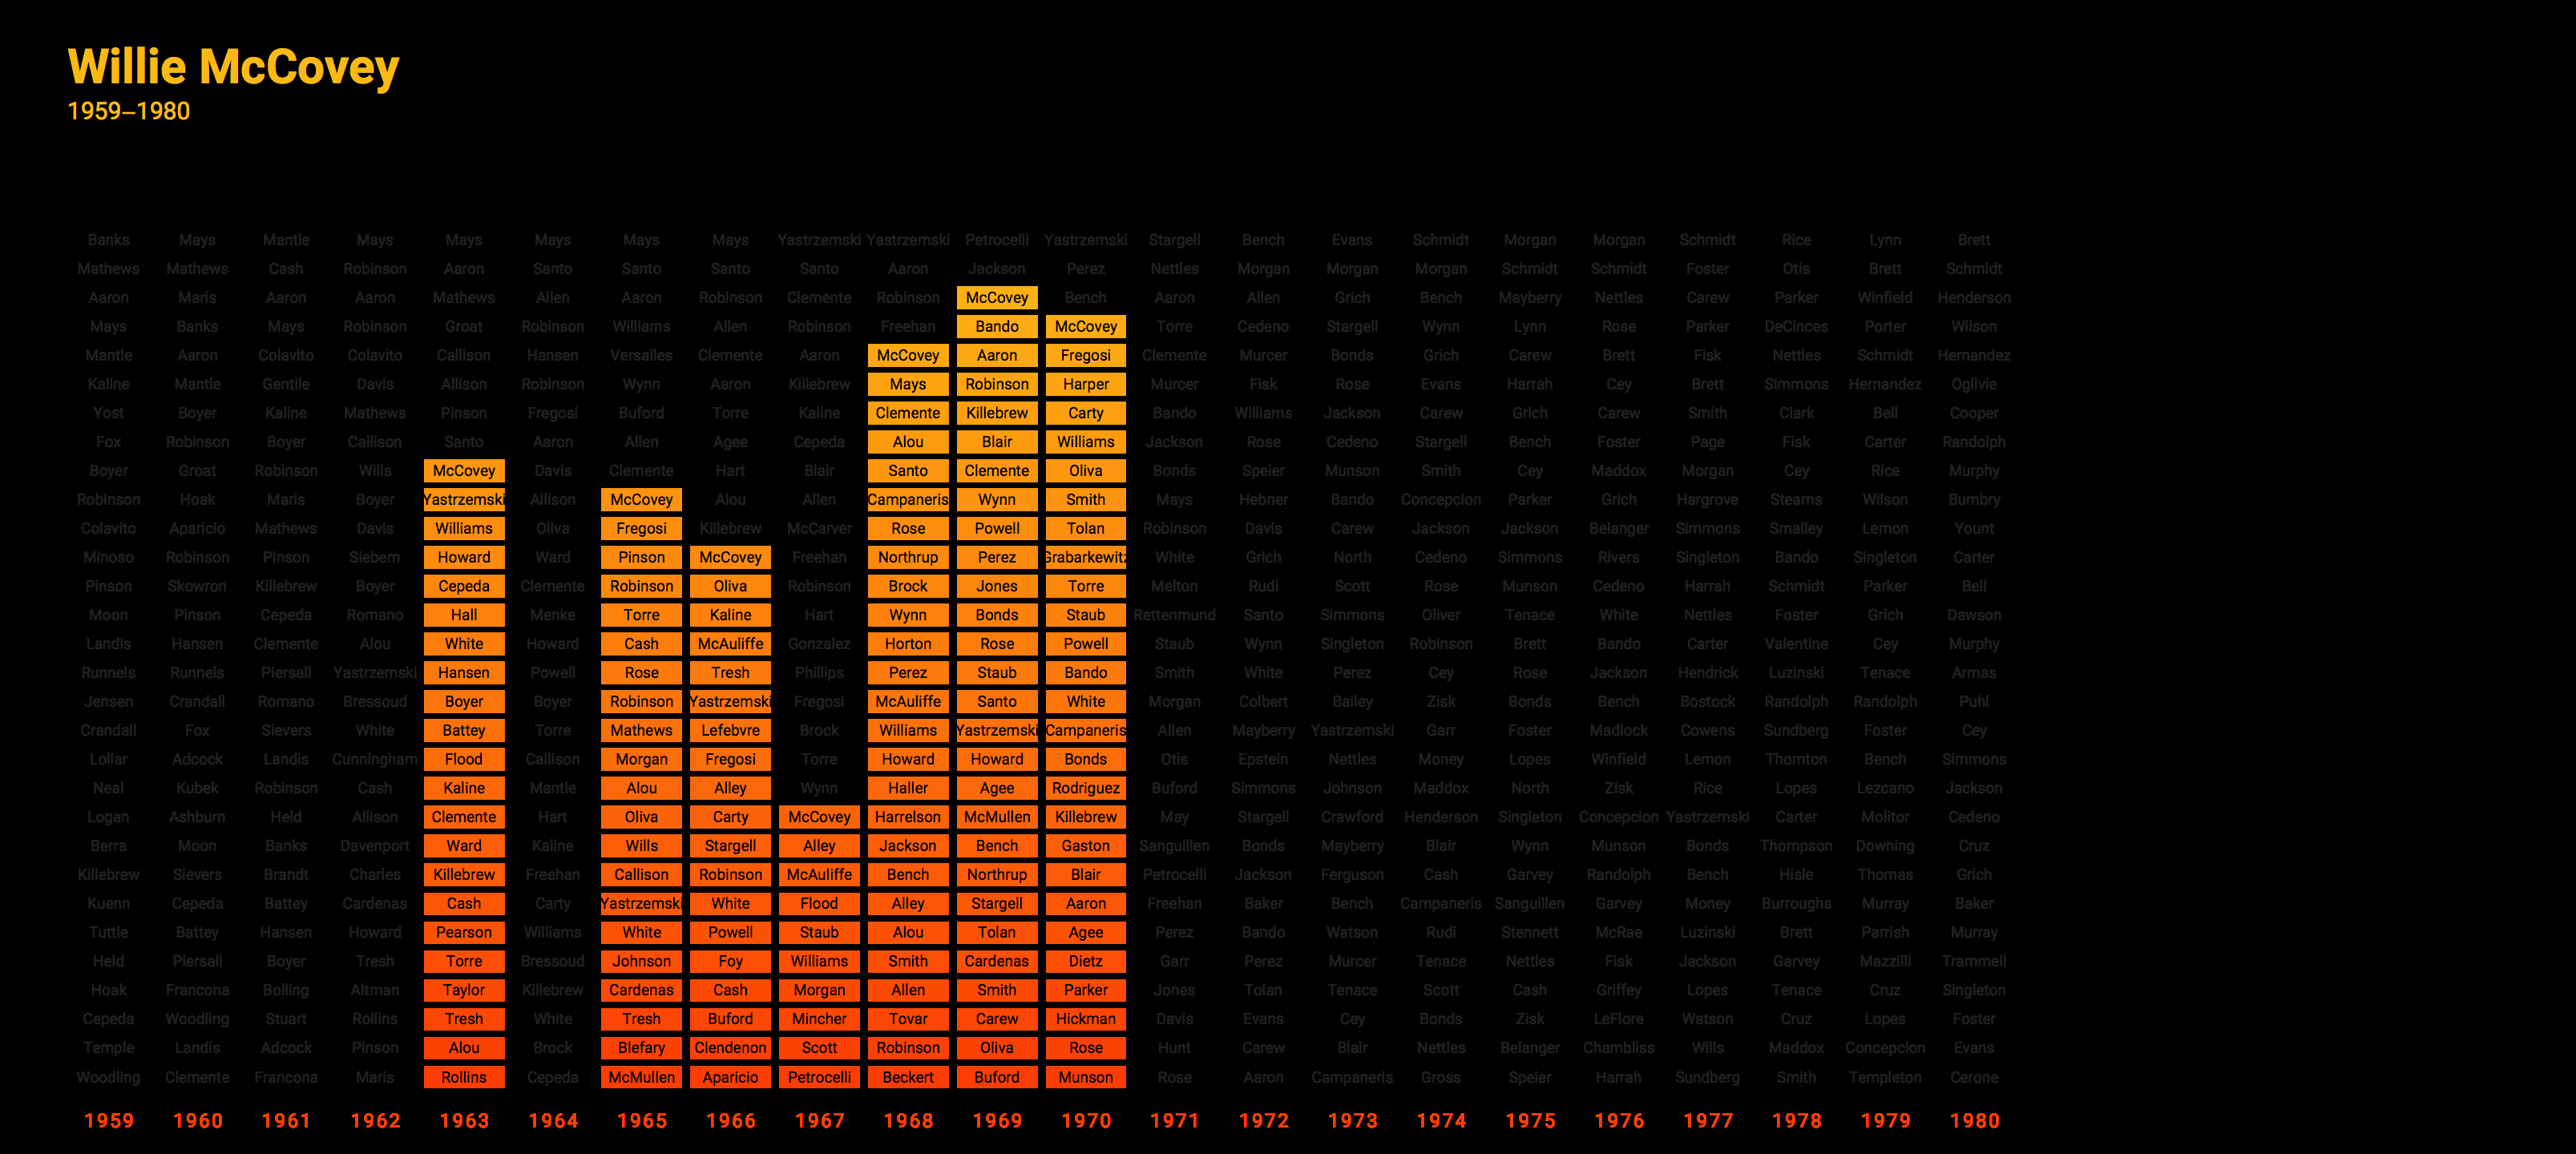 Willie McCovey
1959–1980
Banks Mays Mantle Mays Mays Mays Mays Mays Yastrzemski Yastrzemski Petrocelli Yastrzemski Stargell Bench Evans Schmidt Morgan Morgan Schmidt Rice Lynn Brett
Mathews Mathews Cash Robinson Aaron Santo Santo Santo Santo Aaron Jackson Perez Nettles Morgan Morgan Morgan Schmidt Schmidt Foster Otis Brett Schmidt
Aaron Maris Aaron Aaron Mathews Allen Aaron Robinson Clemente Robinson McCovey Bench Aaron Allen Grich Bench Mayberry Nettles Carew Parker Winfield Henderson
Mays Banks Mays Robinson Groat Robinson Williams Allen Robinson Freehan Bando McCovey Torre Cedeno Stargell Wynn Lynn Rose Parker DeCinces Porter Wilson
Mantle Aaron Colavito Colavito Callison Hansen Versalles Clemente Aaron McCovey Aaron Fregosi Clemente Murcer Bonds Grich Carew Brett Fisk Nettles Schmidt Hernandez
Kaline Mantle Gentile Davis Allison Robinson Wynn Aaron Killebrew Mays Robinson Harper Murcer Fisk Rose Evans Harrah Cey Brett Simmons Hernandez Oglivie
Yost Boyer Kaline Mathews Pinson Fregosi Buford Torre Kaline Clemente Killebrew Carty Bando Williams Jackson Carew Grich Carew Smith Clark Bell Cooper
Fox Robinson Boyer Callison Santo Aaron Allen Agee Cepeda Alou Blair Williams Jackson Rose Cedeno Stargell Bench Foster Page Fisk Carter Randolph
Boyer Groat Robinson Wills McCovey Davis Clemente Hart Blair Santo Clemente Oliva Bonds Speier Munson Smith Cey Maddox Morgan Cey Rice Murphy
Robinson Hoak Maris Boyer Yastrzemski Allison McCovey Alou Allen Campaneris Wynn Smith Mays Hebner Bando Concepcion Parker Grich Hargrove Stearns Wilson Bumbry
Colavito Aparicio Mathews Davis Williams Oliva Fregosi Killebrew McCarver Rose Powell Tolan Robinson Davis Carew Jackson Jackson Belanger Simmons Smalley Lemon Yount
Minoso Robinson Pinson Siebern Howard Ward Pinson McCovey Freehan Northrup Perez Grabarkewitz White Grich North Cedeno Simmons Rivers Singleton Bando Singleton Carter
Pinson Skowron Killebrew Boyer Cepeda Clemente Robinson Oliva Robinson Brock Jones Torre Melton Rudi Scott Rose Munson Cedeno Harrah Schmidt Parker Bell
Moon Pinson Cepeda Romano Hall Menke Torre Kaline Hart Wynn Bonds Staub Rettenmund Santo Simmons Oliver Tenace White Nettles Foster Grich Dawson
Landis Hansen Clemente Alou White Howard Cash McAuliffe Gonzalez Horton Rose Powell Staub Wynn Singleton Robinson Brett Bando Carter Valentine Cey Murphy
Runnels Runnels Piersall Yastrzemski Hansen Powell Rose Tresh Phillips Perez Staub Bando Smith White Perez Cey Rose Jackson Hendrick Luzinski Tenace Armas
Jensen Crandall Romano Bressoud Boyer Boyer Robinson Yastrzemski Fregosi McAuliffe Santo White Morgan Colbert Bailey Zisk Bonds Bench Bostock Randolph Randolph Puhl
Crandall Fox Sievers White Battey Torre Mathews Lefebvre Brock Williams Yastrzemski Campaneris Allen Mayberry Yastrzemski Garr Foster Madlock Cowens Sundberg Foster Cey
Lollar Adcock Landis Cunningham Flood Callison Morgan Fregosi Torre Howard Howard Bonds Otis Epstein Nettles Money Lopes Winfield Lemon Thornton Bench Simmons
Neal Kubek Robinson Cash Kaline Mantle Alou Alley Wynn Haller Agee Rodriguez Buford Simmons Johnson Maddox North Zisk Rice Lopes Lezcano Jackson
Logan Ashburn Held Allison Clemente Hart Oliva Carty McCovey Harrelson McMullen Killebrew May Stargell Crawford Henderson Singleton Concepcion Yastrzemski Carter Molitor Cedeno
Berra Moon Banks Davenport Ward Kaline Wills Stargell Alley Jackson Bench Gaston Sanguillen Bonds Mayberry Blair Wynn Munson Bonds Thompson Downing Cruz
Killebrew Sievers Brandt Charles Killebrew Freehan Callison Robinson McAuliffe Bench Northrup Blair Petrocelli Jackson Ferguson Cash Garvey Randolph Bench Hisle Thomas Grich
Kuenn Cepeda Battey Cardenas Cash Carty Yastrzemski White Flood Alley Stargell Aaron Freehan Baker Bench Campaneris Sanguillen Garvey Money Burroughs Murray Baker
Tuttle Battey Hansen Howard Pearson Williams White Powell Staub Alou Tolan Agee Perez Bando Watson Rudi Stennett McRae Luzinski Brett Parrish Murray
Held Piersall Boyer Tresh Torre Bressoud Johnson Foy Williams Smith Cardenas Dietz Garr Perez Murcer Tenace Nettles Fisk Jackson Garvey Mazzilli Trammell
Hoak Francona Bolling Altman Taylor Killebrew Cardenas Cash Morgan Allen Smith Parker Jones Tolan Tenace Scott Cash Griffey Lopes Tenace Cruz Singleton
Cepeda Woodling Stuart Rollins Tresh White Tresh Buford Mincher Tovar Carew Hickman Davis Evans Cey Bonds Zisk LeFlore Watson Cruz Lopes Foster
Temple Landis Adcock Pinson Alou Brock Blefary Clendenon Scott Robinson Oliva Rose Hunt Carew Blair Nettles Belanger Chambliss Wills Maddox Concepcion Evans
Woodling Clemente Francona Maris Rollins Cepeda McMullen Aparicio Petrocelli Beckert Buford Munson Rose Aaron Campaneris Gross Speier Harrah Sundberg Smith Templeton Cerone
1959 1960 1961 1962 1963 1964 1965 1966 1967 1968 1969 1970 1971 1972 1973 1974 1975 1976 1977 1978 1979 1980